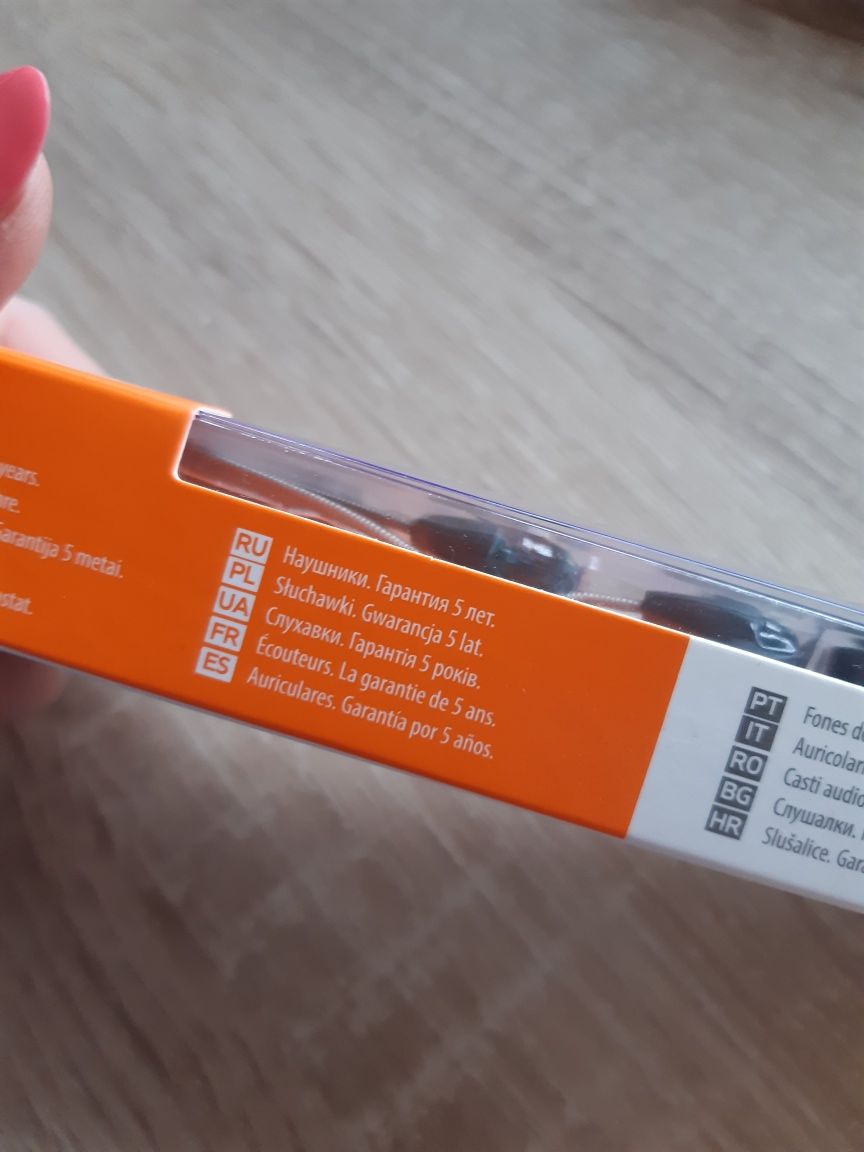 years.
Garantija 5 metai.
RU Наушники. Гарантия 5 лет.
PL Słuchawki. Gwarancja 5 lat.
UA Слухавки. Гарантія 5 років.
FR Écouteurs. La garantie de 5 ans.
ES Auriculares. Garantía por 5 años.
PT Fones
IT
RO Casti audio
BG Слушалки.
HR Slušalice.